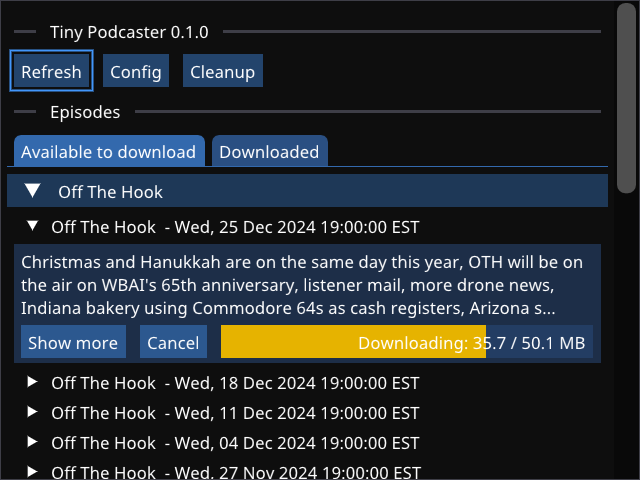 Tiny Podcaster 0.1.0
Refresh Config Cleanup
Episodes
Available to download Downloaded
Off The Hook
Off The Hook - Wed, 25 Dec 2024 19:00:00 EST
Christmas and Hanukkah are on the same day this year, OTH will be on
the air on WBAI's 65th anniversary, listener mail, more drone news,
Indiana bakery using Commodore 64s as cash registers, Arizona s...
Show more Cancel Downloading: 35.7 / 50.1 MB
Off The Hook - Wed, 18 Dec 2024 19:00:00 EST
Off The Hook - Wed, 11 Dec 2024 19:00:00 EST
Off The Hook - Wed, 04 Dec 2024 19:00:00 EST
Off The Hook - Wed, 27 Nov 2024 19:00:00 EST